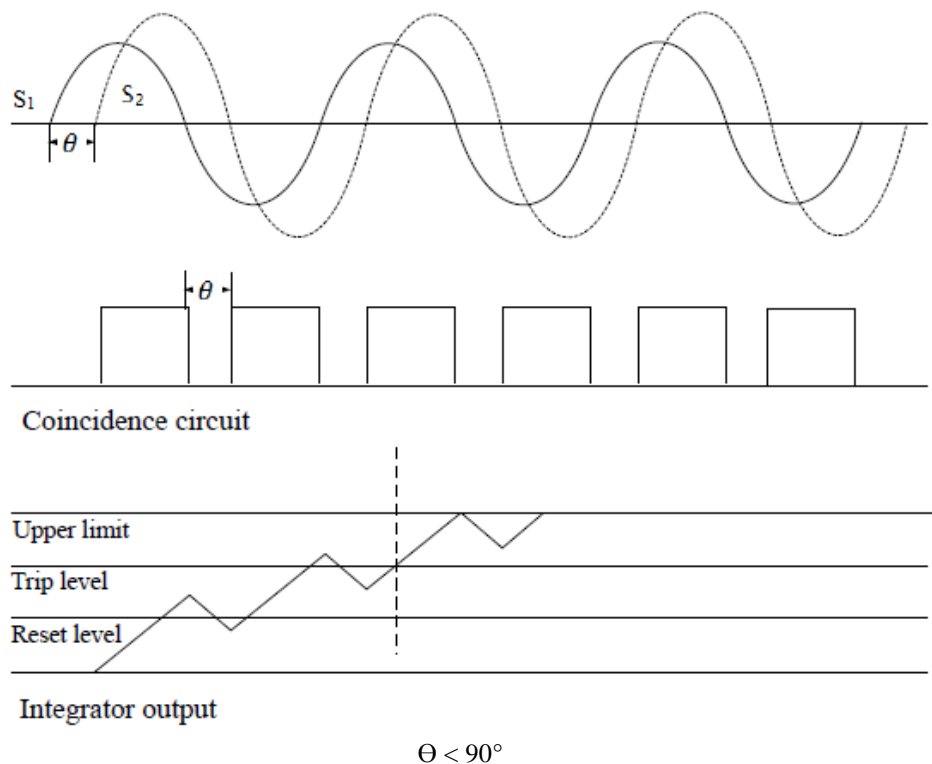 S₁
S₂
θ
θ
Coincidence circuit
Upper limit
Trip level
Reset level
Integrator output
Θ < 90°